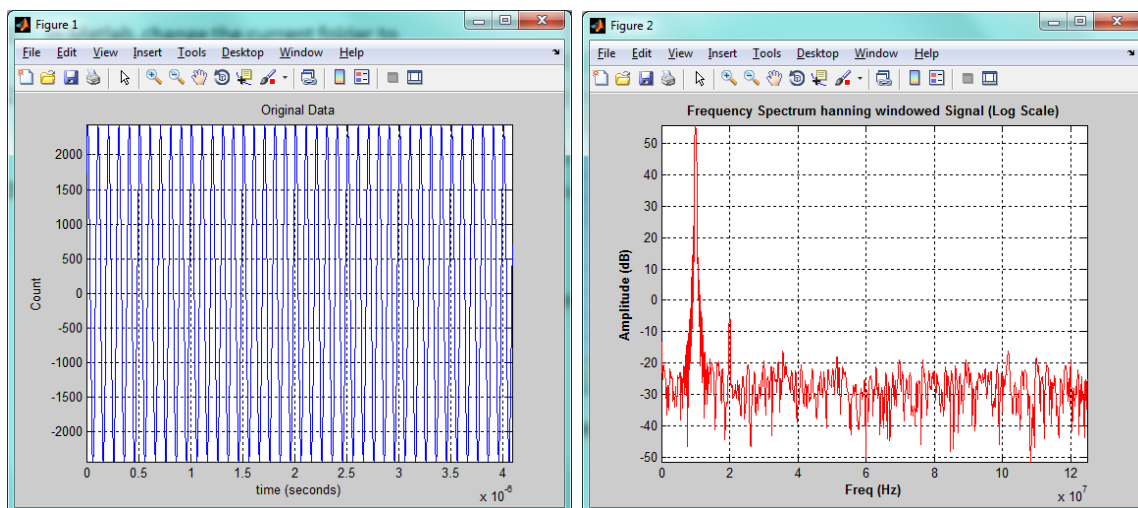 Figure 1
File Edit View Insert Tools Desktop Window Help
Original Data
2000
1500
1000
500
0
-500
-1000
-1500
-2000
Count
0 0.5 1 1.5 2 2.5 3 3.5 4
time (seconds)
x 10^-6
Figure 2
File Edit View Insert Tools Desktop Window Help
Frequency Spectrum hanning windowed Signal (Log Scale)
50
40
30
20
10
0
-10
-20
-30
-40
-50
Amplitude (dB)
0 2 4 6 8 10 12
Freq (Hz)
x 10^7